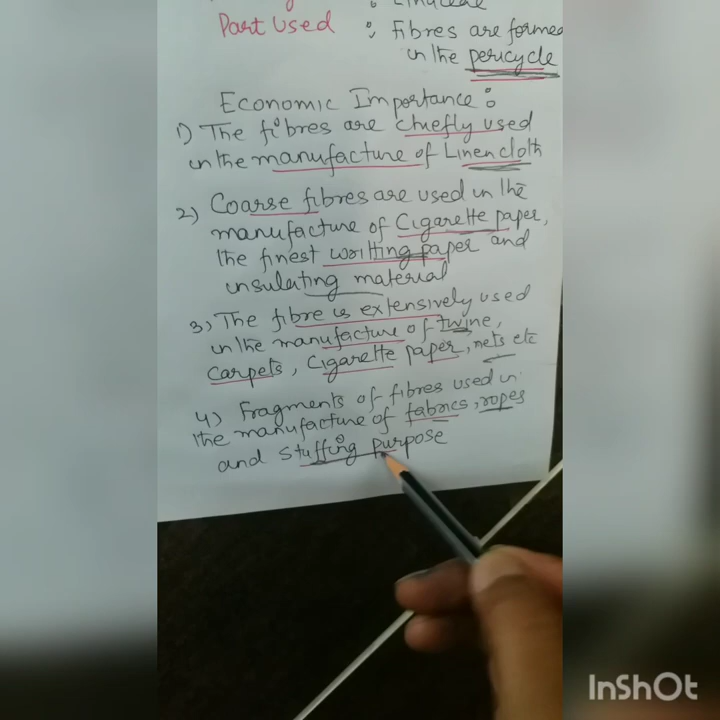 Linaceae
Part Used : Fibres are formed
in the pericycle
Economic Importance :
1) The fibres are chiefly used
in the manufacture of Linen cloth
2) Coarse fibres are used in the
manufacture of Cigarette paper,
the finest writting paper and
insulating material
3) The fibre is extensively used
in the manufacture of twine,
carpets, Cigarette paper, nets etc
4) Fragments of fibres used in
the manufacture of fabrics, ropes
and stuffing purpose
InShOt